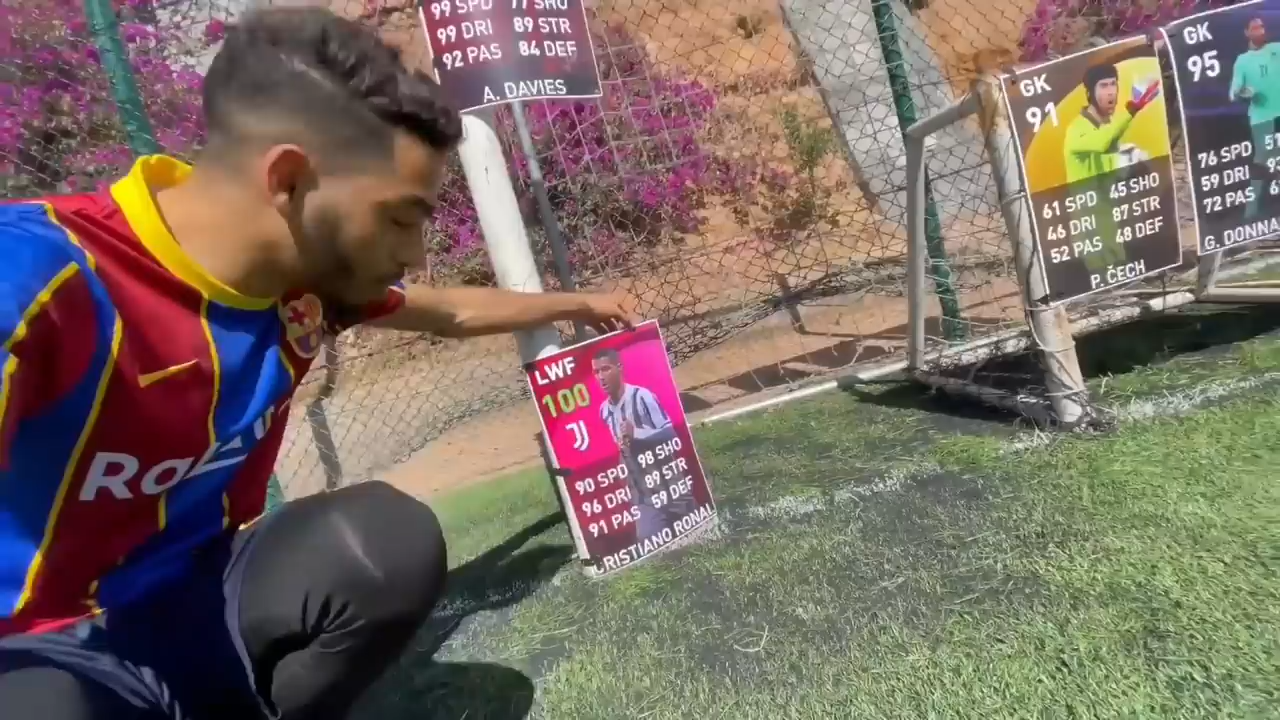 99 SPD 77 SHO
99 DRI 89 STR
92 PAS 84 DEF
A. DAVIES
LWF
100
90 SPD 98 SHO
96 DRI 89 STR
91 PAS 59 DEF
CRISTIANO RONAL
GK
91
61 SPD 45 SHO
46 DRI 87 STR
52 PAS 48 DEF
P. ČECH
GK
95
76 SPD
59 DRI
72 PAS
G. DONNA